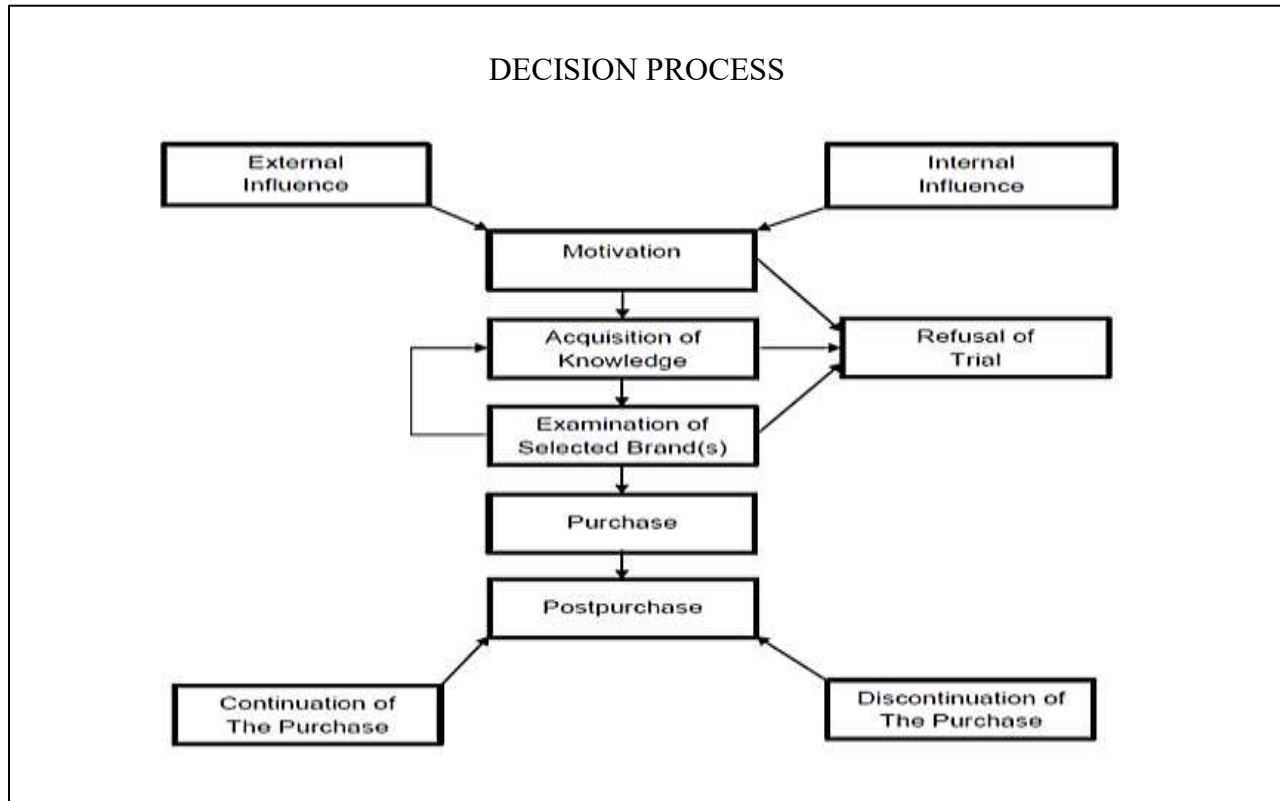 DECISION PROCESS
External
Influence
Internal
Influence
Motivation
Acquisition of
Knowledge
Refusal of
Trial
Examination of
Selected Brand(s)
Purchase
Postpurchase
Continuation of
The Purchase
Discontinuation of
The Purchase